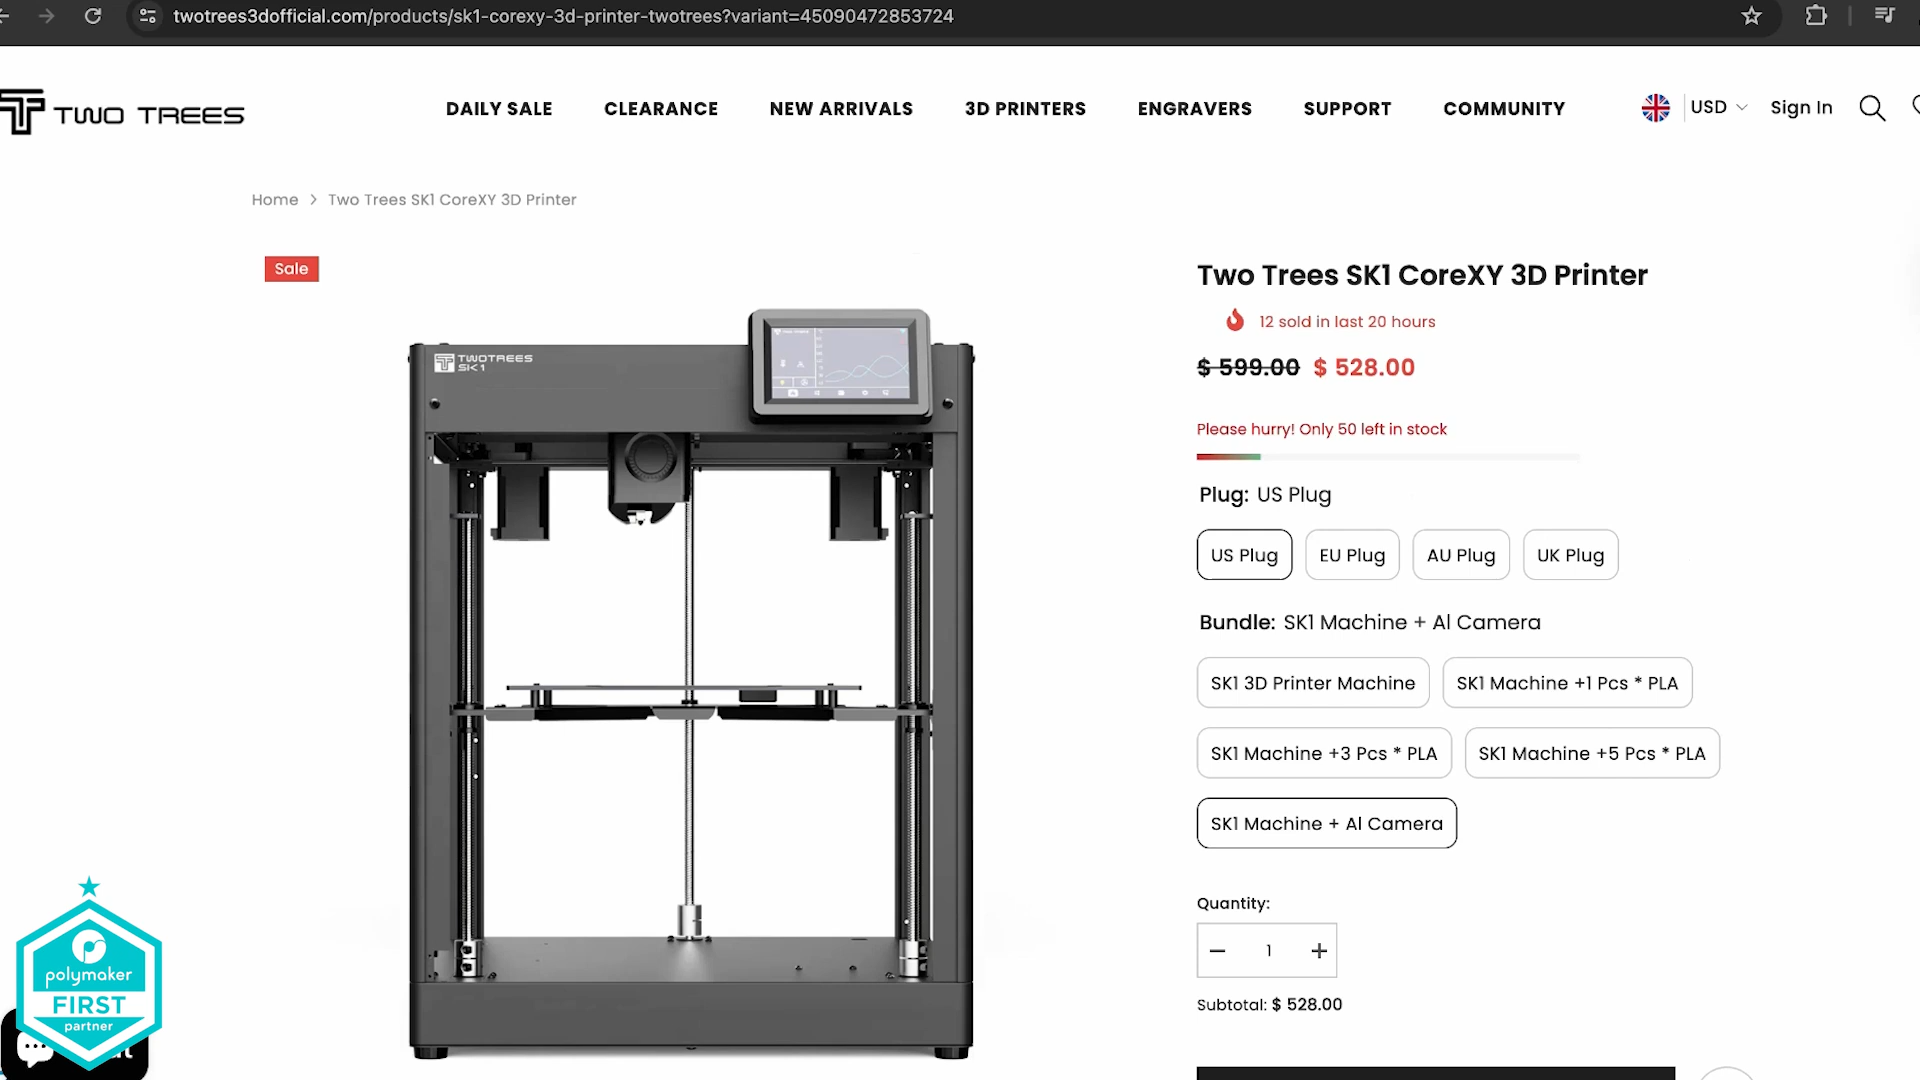 twotrees3dofficial.com/products/sk1-corexy-3d-printer-twotrees?variant=45090472853724
TWO TREES
DAILY SALE
CLEARANCE
NEW ARRIVALS
3D PRINTERS
ENGRAVERS
SUPPORT
COMMUNITY
USD
Sign In
Home > Two Trees SK1 CoreXY 3D Printer
Sale
TWOTREES
SK1
Two Trees SK1 CoreXY 3D Printer
12 sold in last 20 hours
$ 599.00 $ 528.00
Please hurry! Only 50 left in stock
Plug: US Plug
US Plug
EU Plug
AU Plug
UK Plug
Bundle: SK1 Machine + Al Camera
SK1 3D Printer Machine
SK1 Machine +1 Pcs * PLA
SK1 Machine +3 Pcs * PLA
SK1 Machine +5 Pcs * PLA
SK1 Machine + Al Camera
Quantity:
1
Subtotal: $ 528.00
polymaker
FIRST
partner